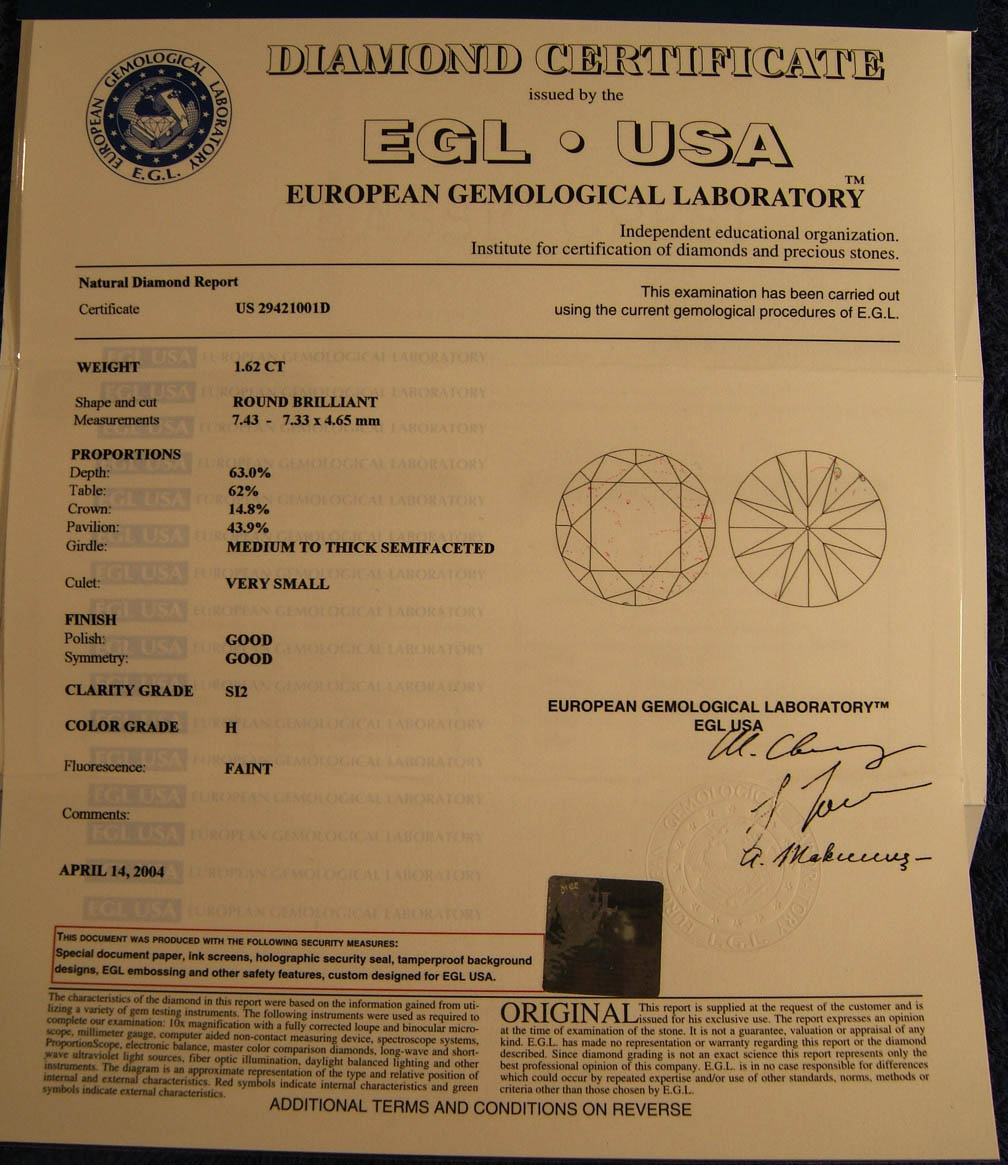 EUROPEAN GEMOLOGICAL LABORATORY
E.G.L.
DIAMOND CERTIFICATE
issued by the
EGL • USA
EUROPEAN GEMOLOGICAL LABORATORY™
Independent educational organization.
Institute for certification of diamonds and precious stones.
Natural Diamond Report
Certificate US 29421001D
This examination has been carried out
using the current gemological procedures of E.G.L.
WEIGHT 1.62 CT
Shape and cut ROUND BRILLIANT
Measurements 7.43 - 7.33 x 4.65 mm
PROPORTIONS
Depth: 63.0%
Table: 62%
Crown: 14.8%
Pavilion: 43.9%
Girdle: MEDIUM TO THICK SEMIFACETED
Culet: VERY SMALL
FINISH
Polish: GOOD
Symmetry: GOOD
CLARITY GRADE SI2
COLOR GRADE H
Fluorescence: FAINT
Comments:
APRIL 14, 2004
EUROPEAN GEMOLOGICAL LABORATORY™
EGL USA
THIS DOCUMENT WAS PRODUCED WITH THE FOLLOWING SECURITY MEASURES:
Special document paper, ink screens, holographic security seal, tamperproof background
designs, EGL embossing and other safety features, custom designed for EGL USA.
The characteristics of the diamond in this report were based on the information gained from uti-
lizing a variety of gem testing instruments. The following instruments were used as required to
complete our examination: 10x magnification with a fully corrected loupe and binocular micro-
scope, millimeter gauge, computer aided non-contact measuring device, spectroscope systems,
ProportionScope, electronic balance, master color comparison diamonds, long-wave and short-
wave ultraviolet light sources, fiber optic illumination, daylight balanced lighting and other
instruments. The diagram is an approximate representation of the type and relative position of
internal and external characteristics. Red symbols indicate internal characteristics and green
symbols indicate external characteristics.
ORIGINAL This report is supplied at the request of the customer and is
issued for his exclusive use. The report expresses an opinion
at the time of examination of the stone. It is not a guarantee, valuation or appraisal of any
kind. E.G.L. has made no representation or warranty regarding this report or the diamond
described. Since diamond grading is not an exact science this report represents only the
best professional opinion of this company. E.G.L. is in no case responsible for differences
which could occur by repeated expertise and/or use of other standards, norms, methods or
criteria other than those chosen by E.G.L.
ADDITIONAL TERMS AND CONDITIONS ON REVERSE